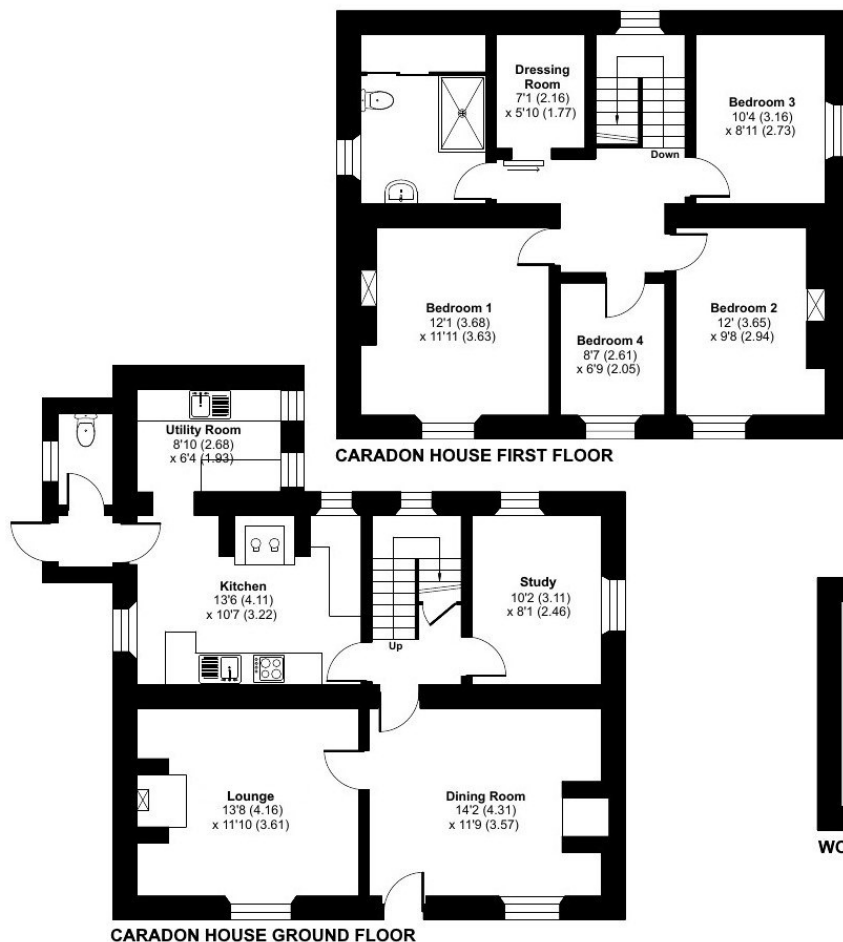 Dressing
Room
7'1 (2.16)
x 5'10 (1.77)
Bedroom 3
10'4 (3.16)
x 8'11 (2.73)
Down
Bedroom 1
12'1 (3.68)
x 11'11 (3.63)
Bedroom 2
12' (3.65)
x 9'8 (2.94)
Bedroom 4
8'7 (2.61)
x 6'9 (2.05)
CARADON HOUSE FIRST FLOOR
Utility Room
8'10 (2.68)
x 6'4 (1.93)
Kitchen
13'6 (4.11)
x 10'7 (3.22)
Study
10'2 (3.11)
x 8'1 (2.46)
Up
Lounge
13'8 (4.16)
x 11'10 (3.61)
Dining Room
14'2 (4.31)
x 11'9 (3.57)
WO
CARADON HOUSE GROUND FLOOR